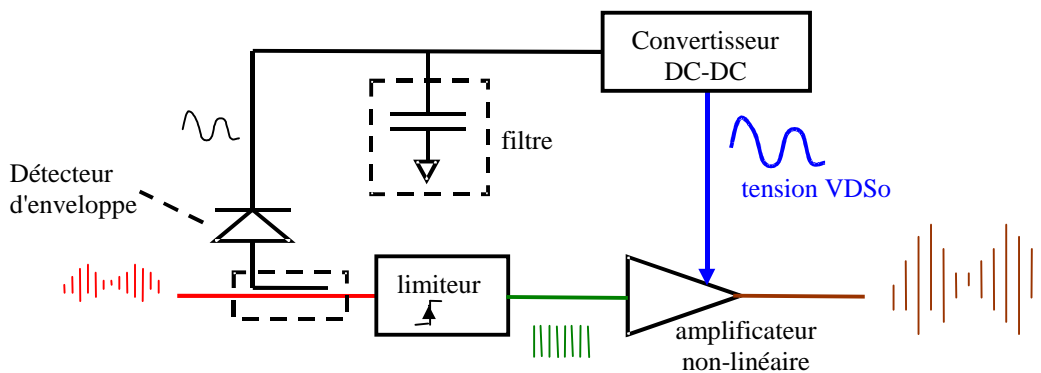 Convertisseur
DC-DC
filtre
Détecteur
d'enveloppe
tension VDSo
limiteur
amplificateur
non-linéaire